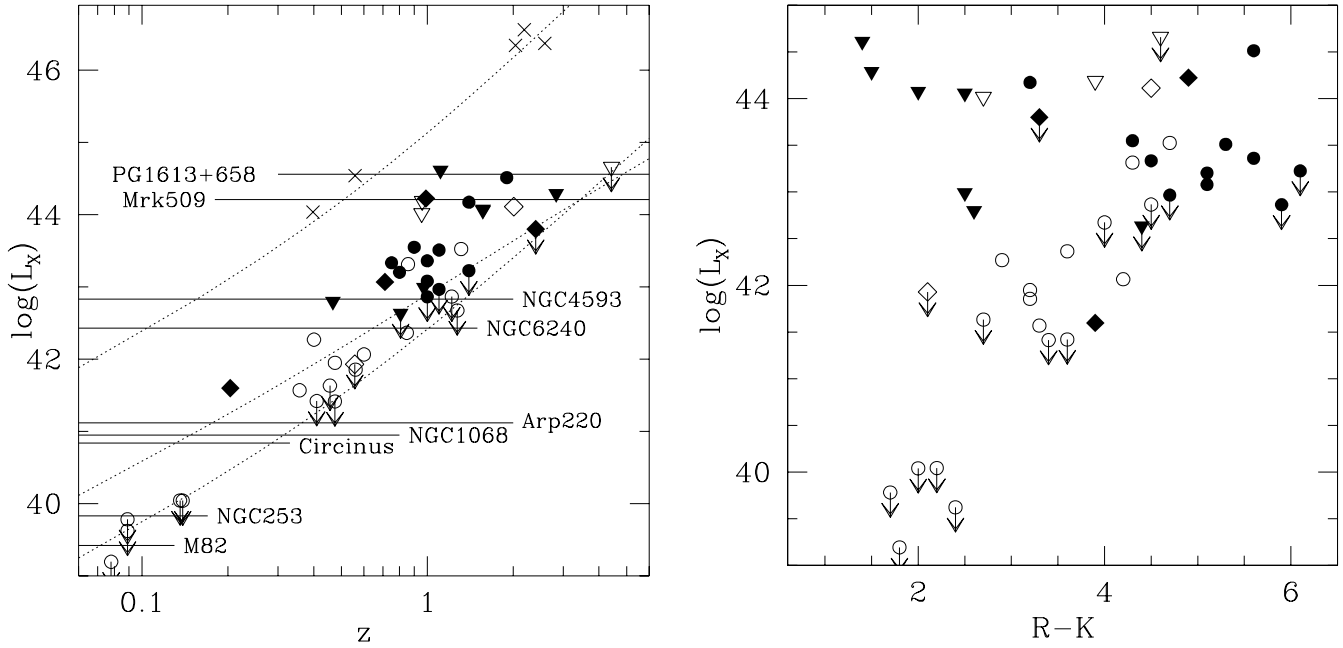 46
44
42
40
log(L_X)
PG1613+658
Mrk509
NGC4593
NGC6240
Arp220
NGC1068
Circinus
NGC253
M82
0.1
1
z
44
42
40
log(L_X)
2
4
6
R−K